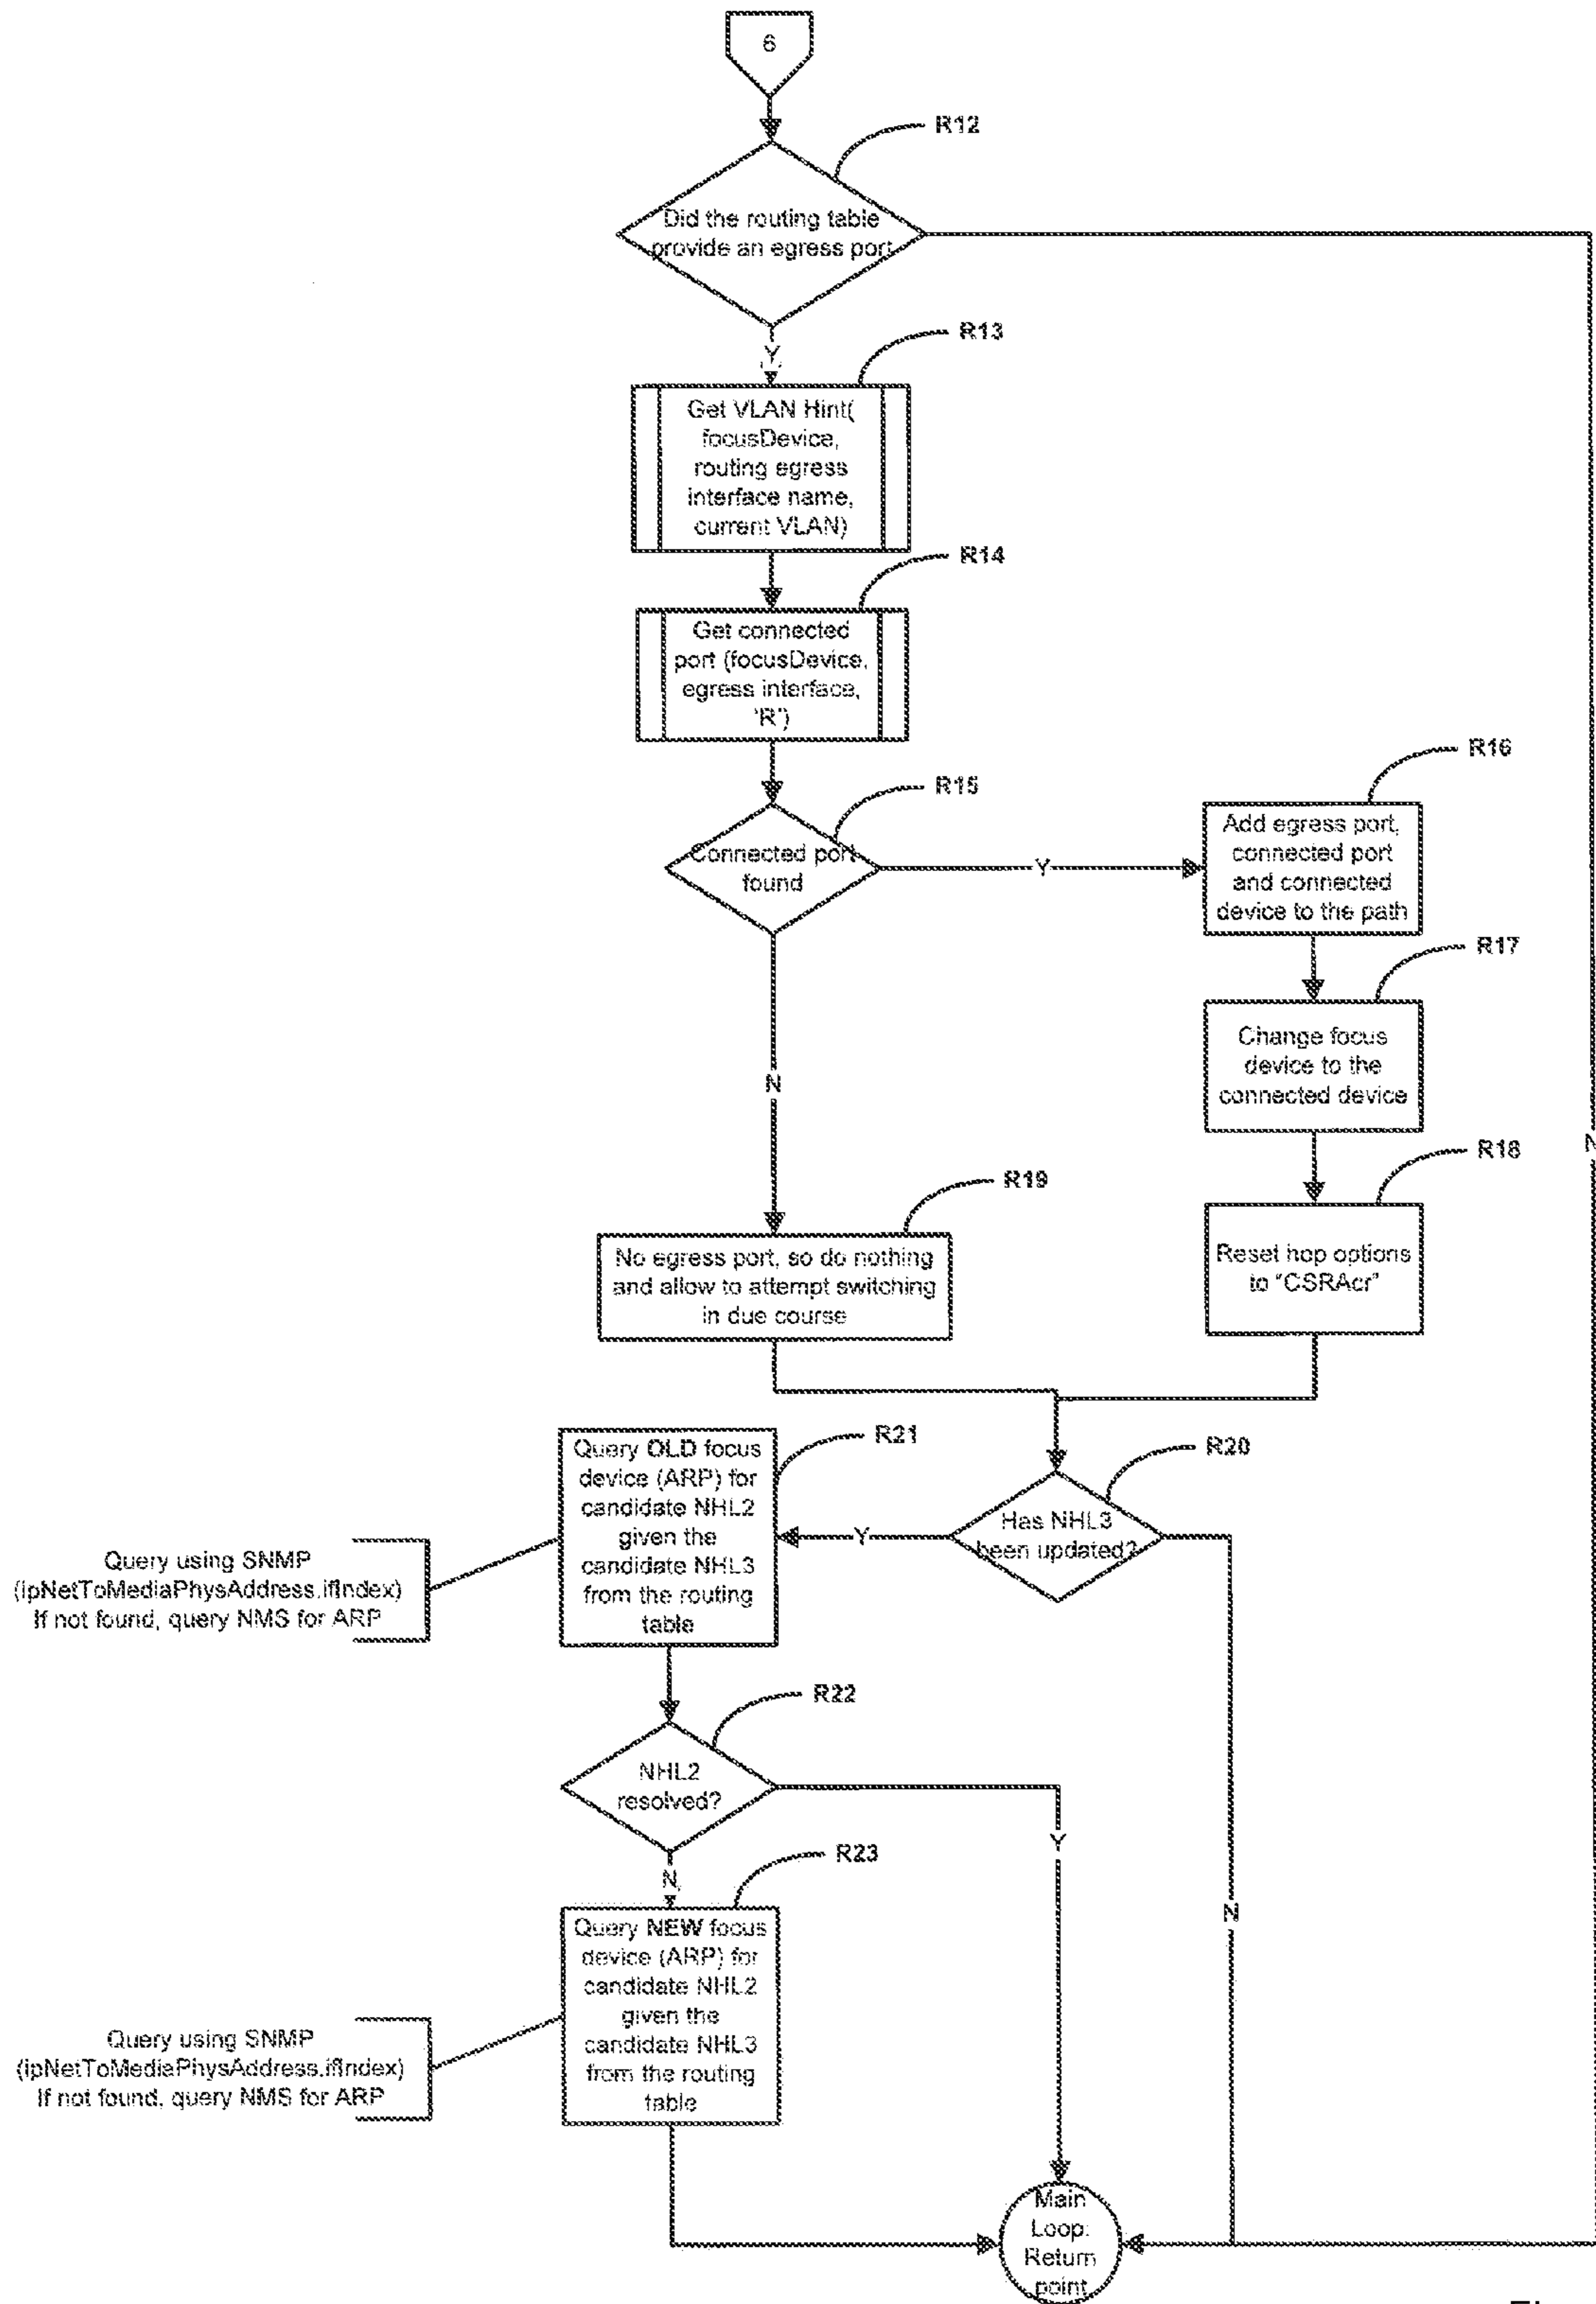 6
R12
Did the routing table
provide an egress port
Y
R13
Get VLAN Hint(
focusDevice,
routing egress
interface name,
current VLAN)
R14
Get connected
port (focusDevice,
egress interface,
'R')
R15
Connected port
found
Y
R16
Add egress port,
connected port
and connected
device to the path
R17
Change focus
device to the
connected device
N
N
R18
Reset hop options
to "CSRAcr"
R19
No egress port, so do nothing
and allow to attempt switching
in due course
R20
Has NHL3
been updated?
Y
R21
Query OLD focus
device (ARP) for
candidate NHL2
given the
candidate NHL3
from the routing
table
Query using SNMP
(ipNetToMediaPhysAddress.ifIndex)
If not found, query NMS for ARP
R22
NHL2
resolved?
Y
N
N
R23
Query NEW focus
device (ARP) for
candidate NHL2
given the
candidate NHL3
from the routing
table
Query using SNMP
(ipNetToMediaPhysAddress.ifIndex)
If not found, query NMS for ARP
Main
Loop:
Return
point